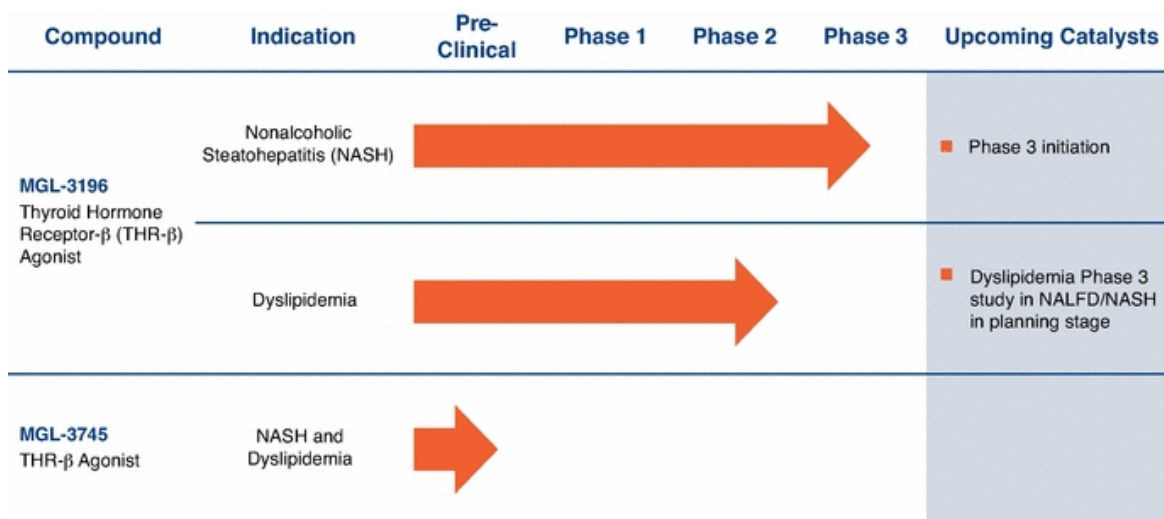 Compound
Indication
Pre-
Clinical
Phase 1
Phase 2
Phase 3
Upcoming Catalysts
MGL-3196
Thyroid Hormone
Receptor-β (THR-β)
Agonist
Nonalcoholic
Steatohepatitis (NASH)
Phase 3 initiation
Dyslipidemia
Dyslipidemia Phase 3
study in NALFD/NASH
in planning stage
MGL-3745
THR-β Agonist
NASH and
Dyslipidemia